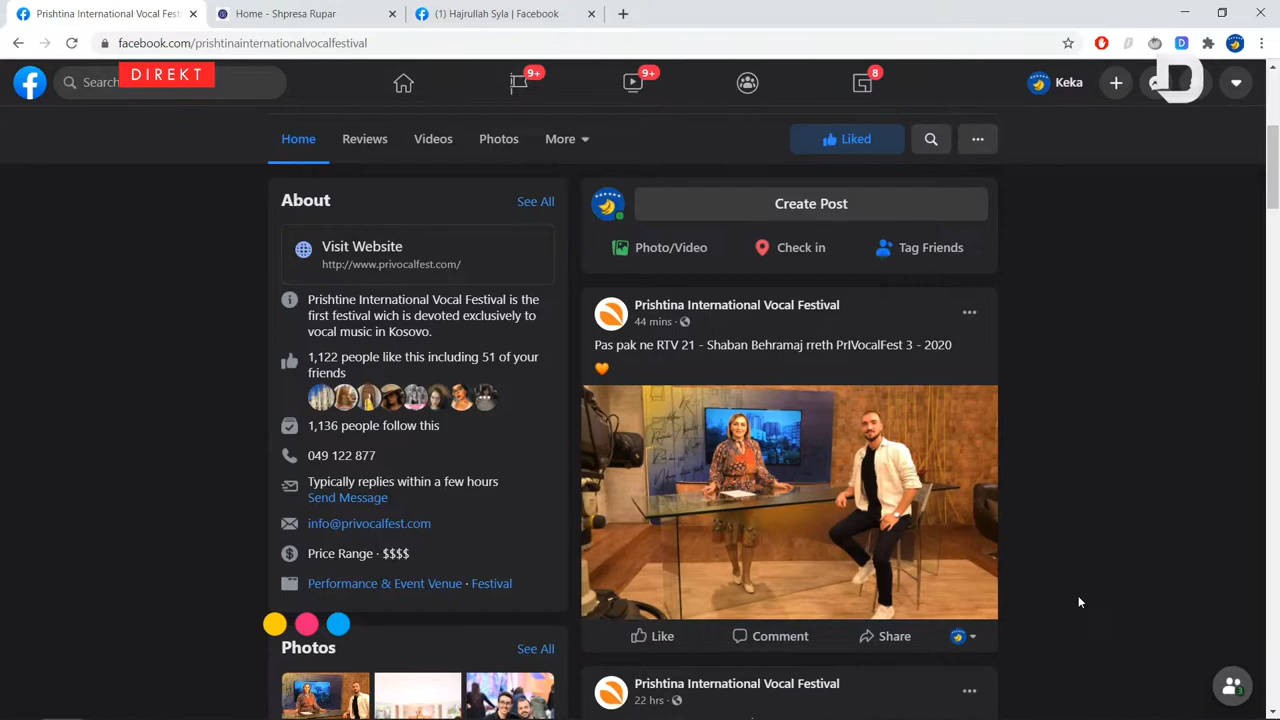 Prishtina International Vocal Fest
Home - Shpresa Rupar
(1) Hajrullah Syla | Facebook
facebook.com/prishtinainternationalvocalfestival
DIREKT
Search
9+
9+
8
Keka
D
Home
Reviews
Videos
Photos
More
Liked
About
See All
Visit Website
http://www.privocalfest.com/
Prishtine International Vocal Festival is the
first festival wich is devoted exclusively to
vocal music in Kosovo.
1,122 people like this including 51 of your
friends
1,136 people follow this
049 122 877
Typically replies within a few hours
Send Message
info@privocalfest.com
Price Range · $$$$
Performance & Event Venue · Festival
Photos
See All
Create Post
Photo/Video
Check in
Tag Friends
Prishtina International Vocal Festival
44 mins ·
Pas pak ne RTV 21 - Shaban Behramaj rreth PrIVocalFest 3 - 2020
🧡
Like
Comment
Share
Prishtina International Vocal Festival
22 hrs ·
3